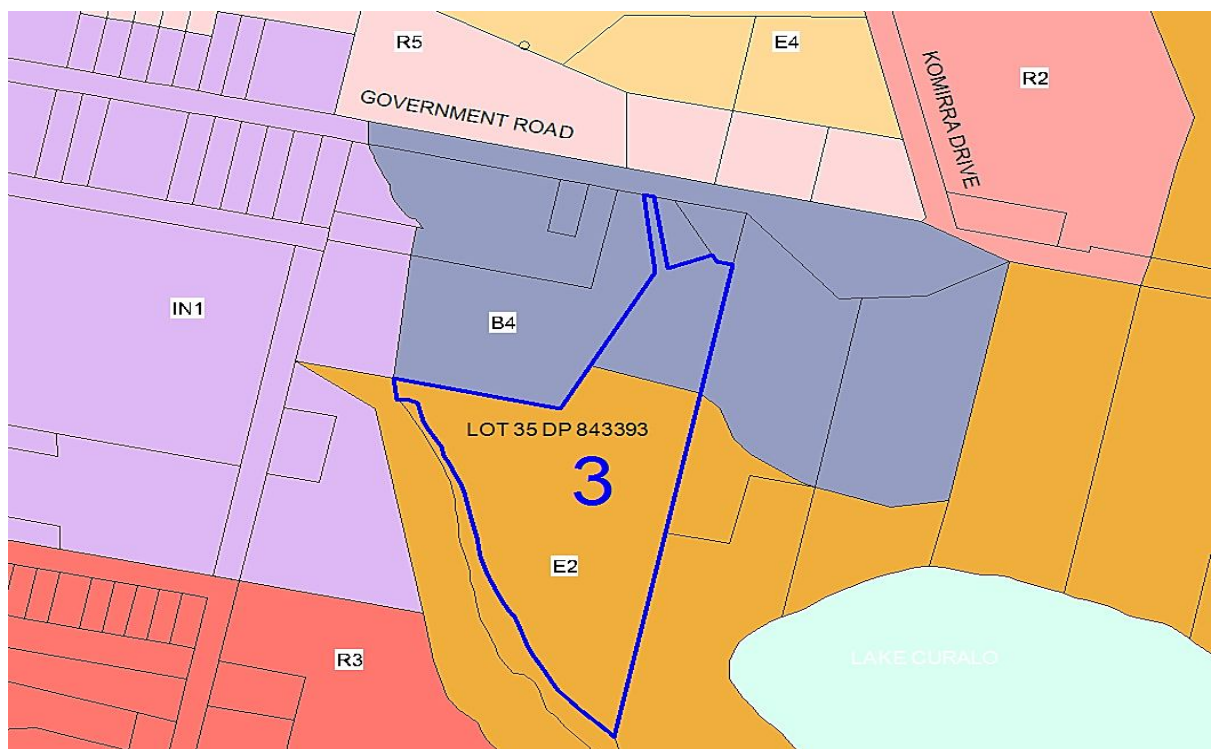 R5
E4
R2
KOMIRRA DRIVE
GOVERNMENT ROAD
IN1
B4
LOT 35 DP 843393
3
E2
R3
LAKE CURALO